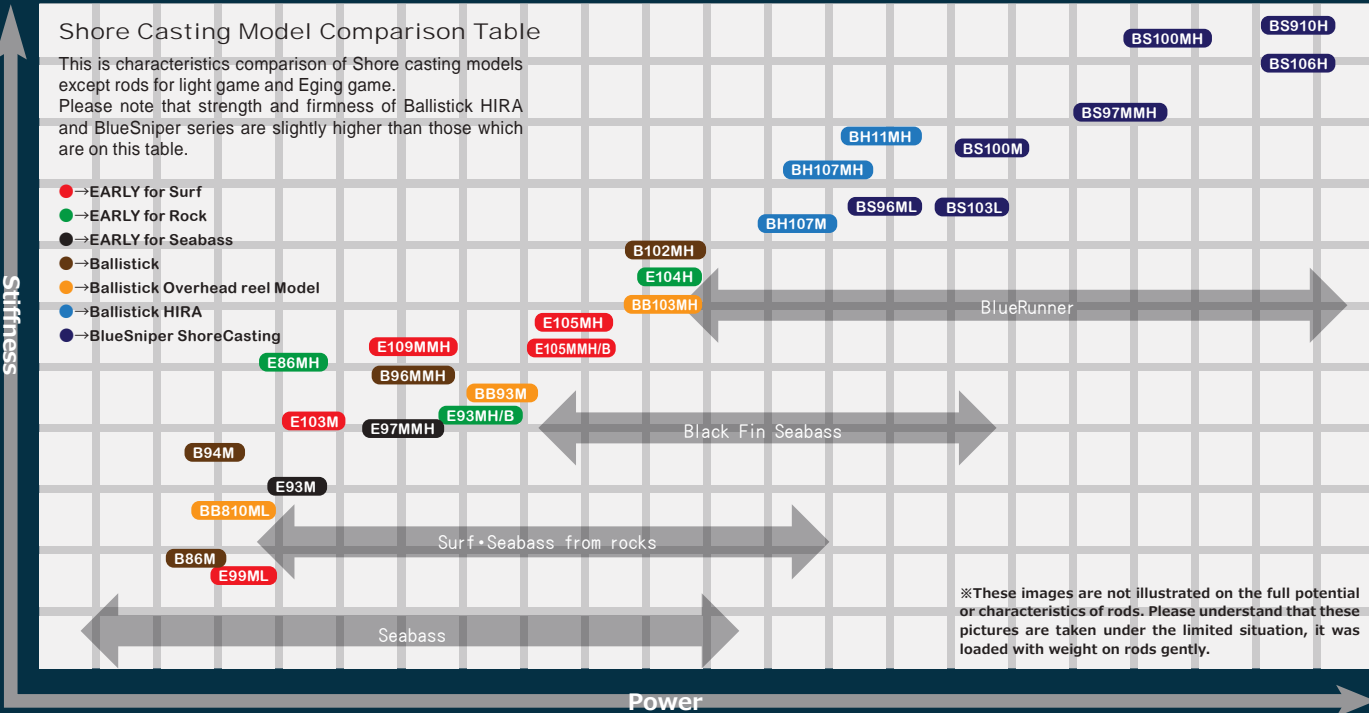 Shore Casting Model Comparison Table
This is characteristics comparison of Shore casting models
except rods for light game and Eging game.
Please note that strength and firmness of Ballistick HIRA
and BlueSniper series are slightly higher than those which
are on this table.
●→EARLY for Surf
●→EARLY for Rock
●→EARLY for Seabass
●→Ballistick
●→Ballistick Overhead reel Model
●→Ballistick HIRA
●→BlueSniper ShoreCasting
BS910H
BS100MH
BS106H
BS97MMH
BH11MH
BS100M
BH107MH
BS96ML
BS103L
BH107M
B102MH
E104H
BB103MH
BlueRunner
E105MH
E109MMH
E105MMH/B
E86MH
B96MMH
BB93M
E93MH/B
E103M
E97MMH
Black Fin Seabass
B94M
E93M
BB810ML
Surf・Seabass from rocks
B86M
E99ML
Seabass
※These images are not illustrated on the full potential
or characteristics of rods. Please understand that these
pictures are taken under the limited situation, it was
loaded with weight on rods gently.
Stiffness
Power